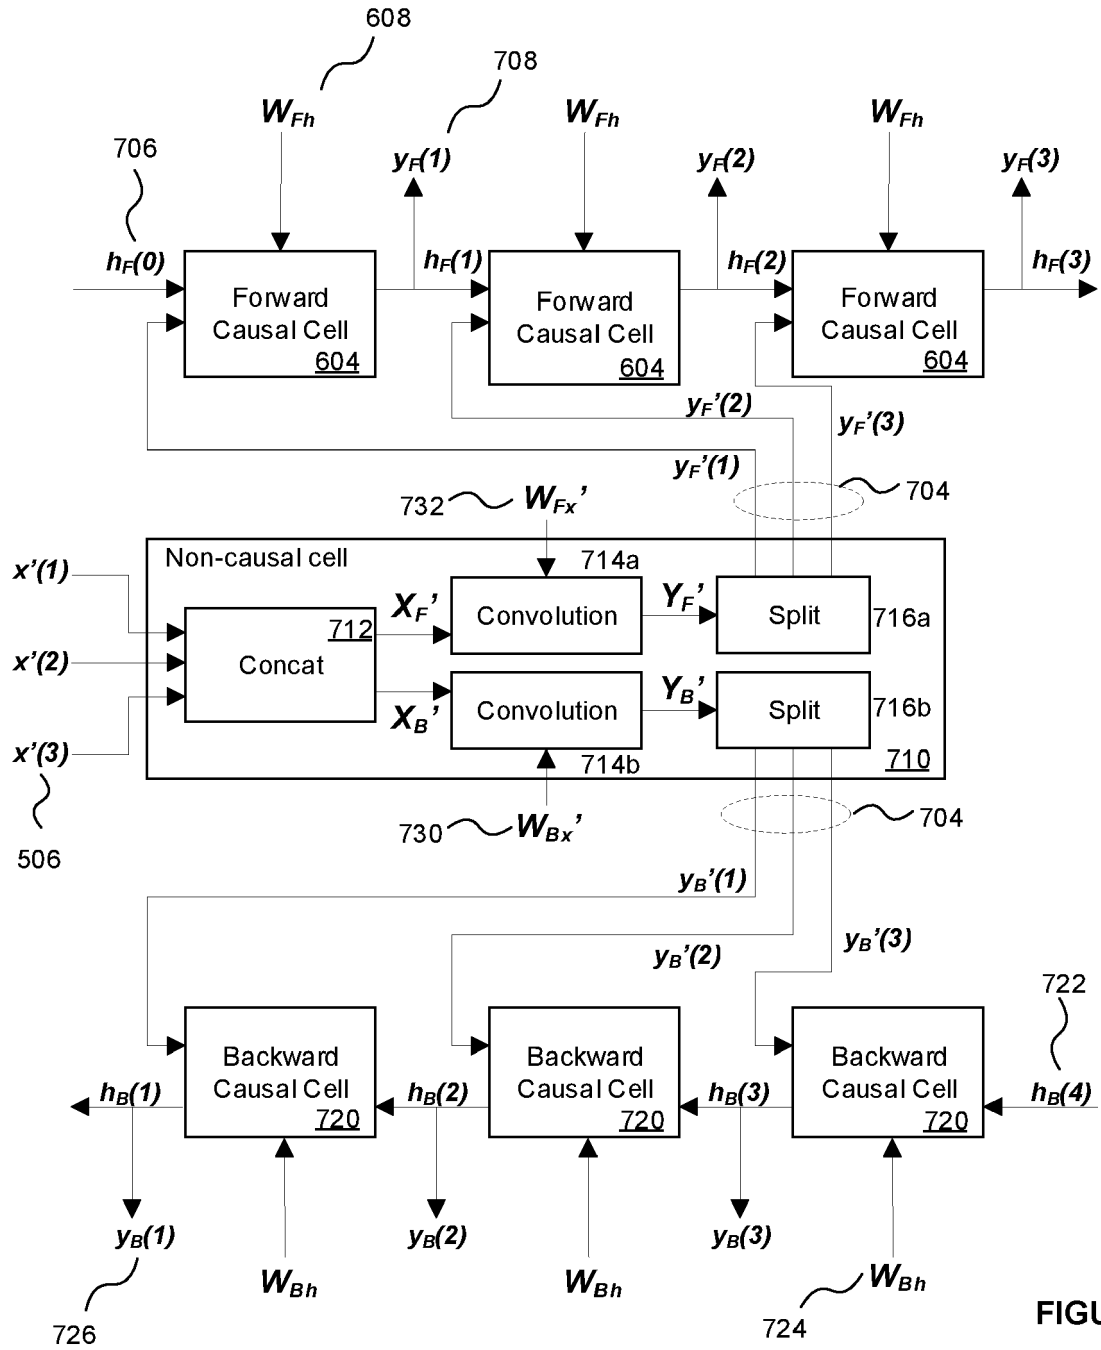 608
708
W_Fh
W_Fh
W_Fh
706
y_F(1)
y_F(2)
y_F(3)
h_F(0)
h_F(1)
h_F(2)
h_F(3)
Forward
Causal Cell
604
Forward
Causal Cell
604
Forward
Causal Cell
604
y_F'(2)
y_F'(3)
y_F'(1)
704
732
W_Fx'
Non-causal cell
714a
x'(1)
x'(2)
x'(3)
506
712
Concat
X_F'
Convolution
Y_F'
Split
716a
X_B'
Convolution
Y_B'
Split
716b
714b
710
730
W_Bx'
704
y_B'(1)
y_B'(2)
y_B'(3)
722
Backward
Causal Cell
720
Backward
Causal Cell
720
Backward
Causal Cell
720
h_B(1)
h_B(2)
h_B(3)
h_B(4)
y_B(1)
y_B(2)
y_B(3)
W_Bh
W_Bh
W_Bh
726
724
FIGU